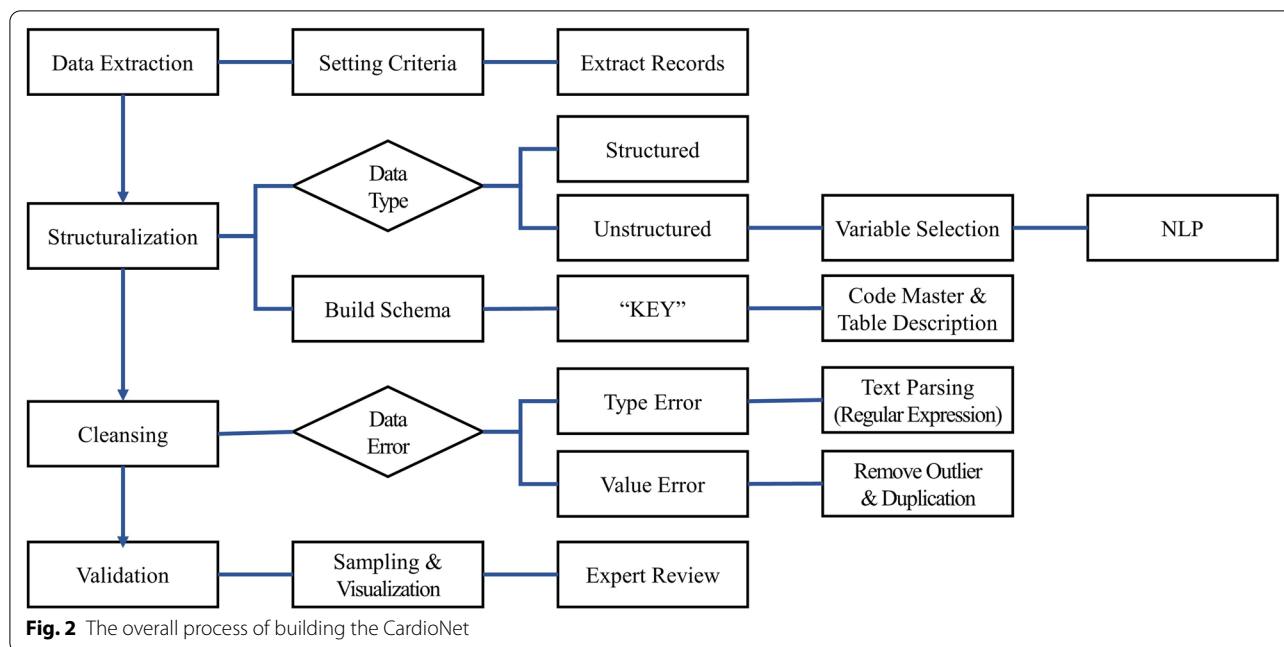 Data Extraction
Setting Criteria
Extract Records
Structuralization
Data
Type
Structured
Unstructured
Variable Selection
NLP
Build Schema
“KEY”
Code Master &
Table Description
Cleansing
Data
Error
Type Error
Text Parsing
(Regular Expression)
Value Error
Remove Outlier
& Duplication
Validation
Sampling &
Visualization
Expert Review
Fig. 2 The overall process of building the CardioNet